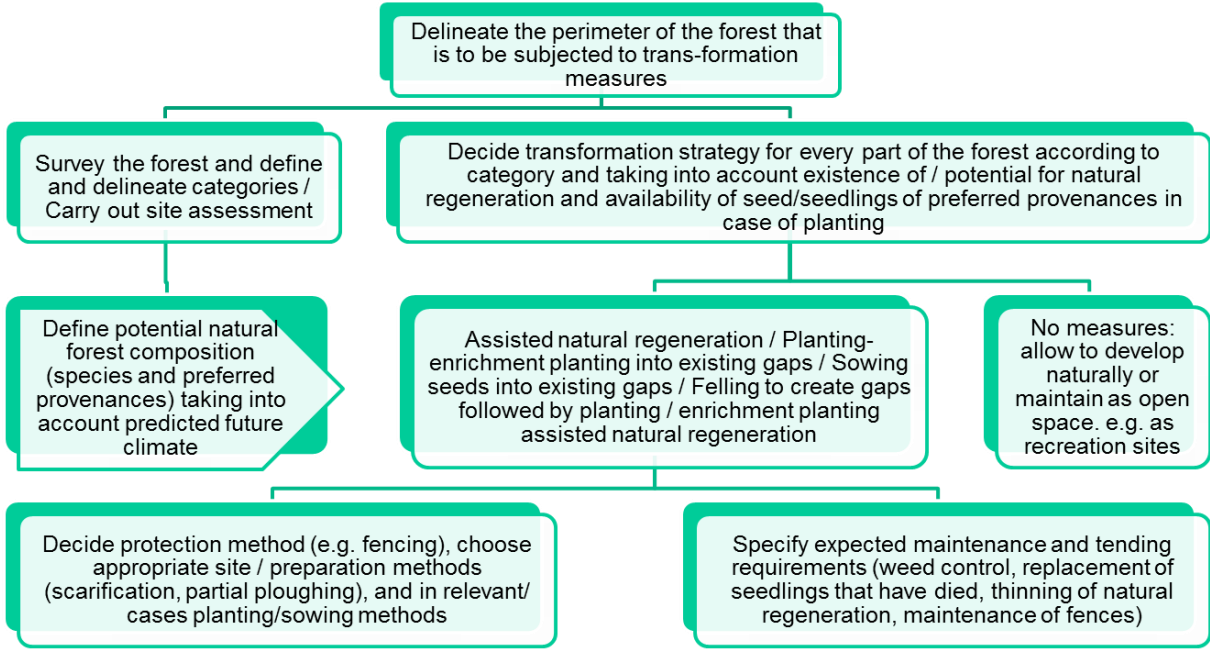 Delineate the perimeter of the forest that
is to be subjected to trans-formation
measures
Survey the forest and define
and delineate categories /
Carry out site assessment
Decide transformation strategy for every part of the forest according to
category and taking into account existence of / potential for natural
regeneration and availability of seed/seedlings of preferred provenances in
case of planting
Define potential natural
forest composition
(species and preferred
provenances) taking into
account predicted future
climate
Assisted natural regeneration / Planting-
enrichment planting into existing gaps / Sowing
seeds into existing gaps / Felling to create gaps
followed by planting / enrichment planting
assisted natural regeneration
No measures:
allow to develop
naturally or
maintain as open
space. e.g. as
recreation sites
Decide protection method (e.g. fencing), choose
appropriate site / preparation methods
(scarification, partial ploughing), and in relevant/
cases planting/sowing methods
Specify expected maintenance and tending
requirements (weed control, replacement of
seedlings that have died, thinning of natural
regeneration, maintenance of fences)